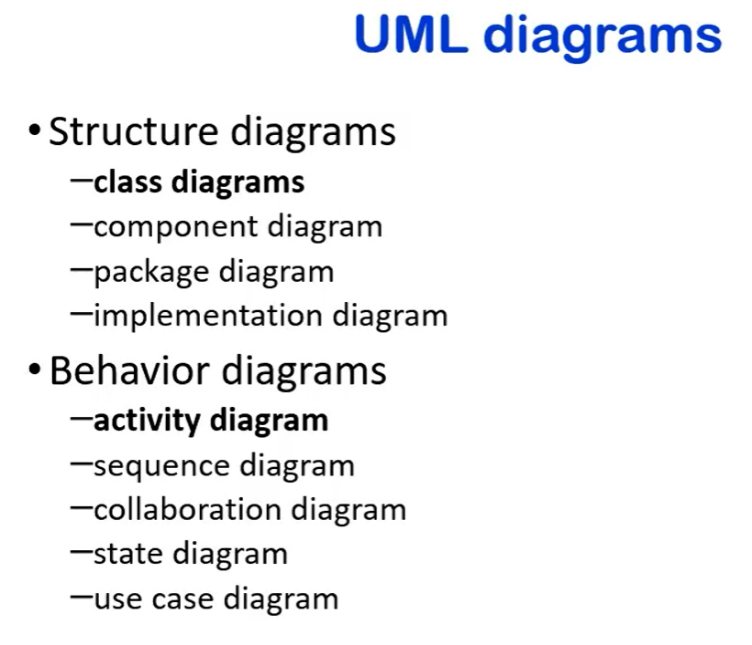 UML diagrams
•Structure diagrams
–class diagrams
–component diagram
–package diagram
–implementation diagram
•Behavior diagrams
–activity diagram
–sequence diagram
–collaboration diagram
–state diagram
–use case diagram